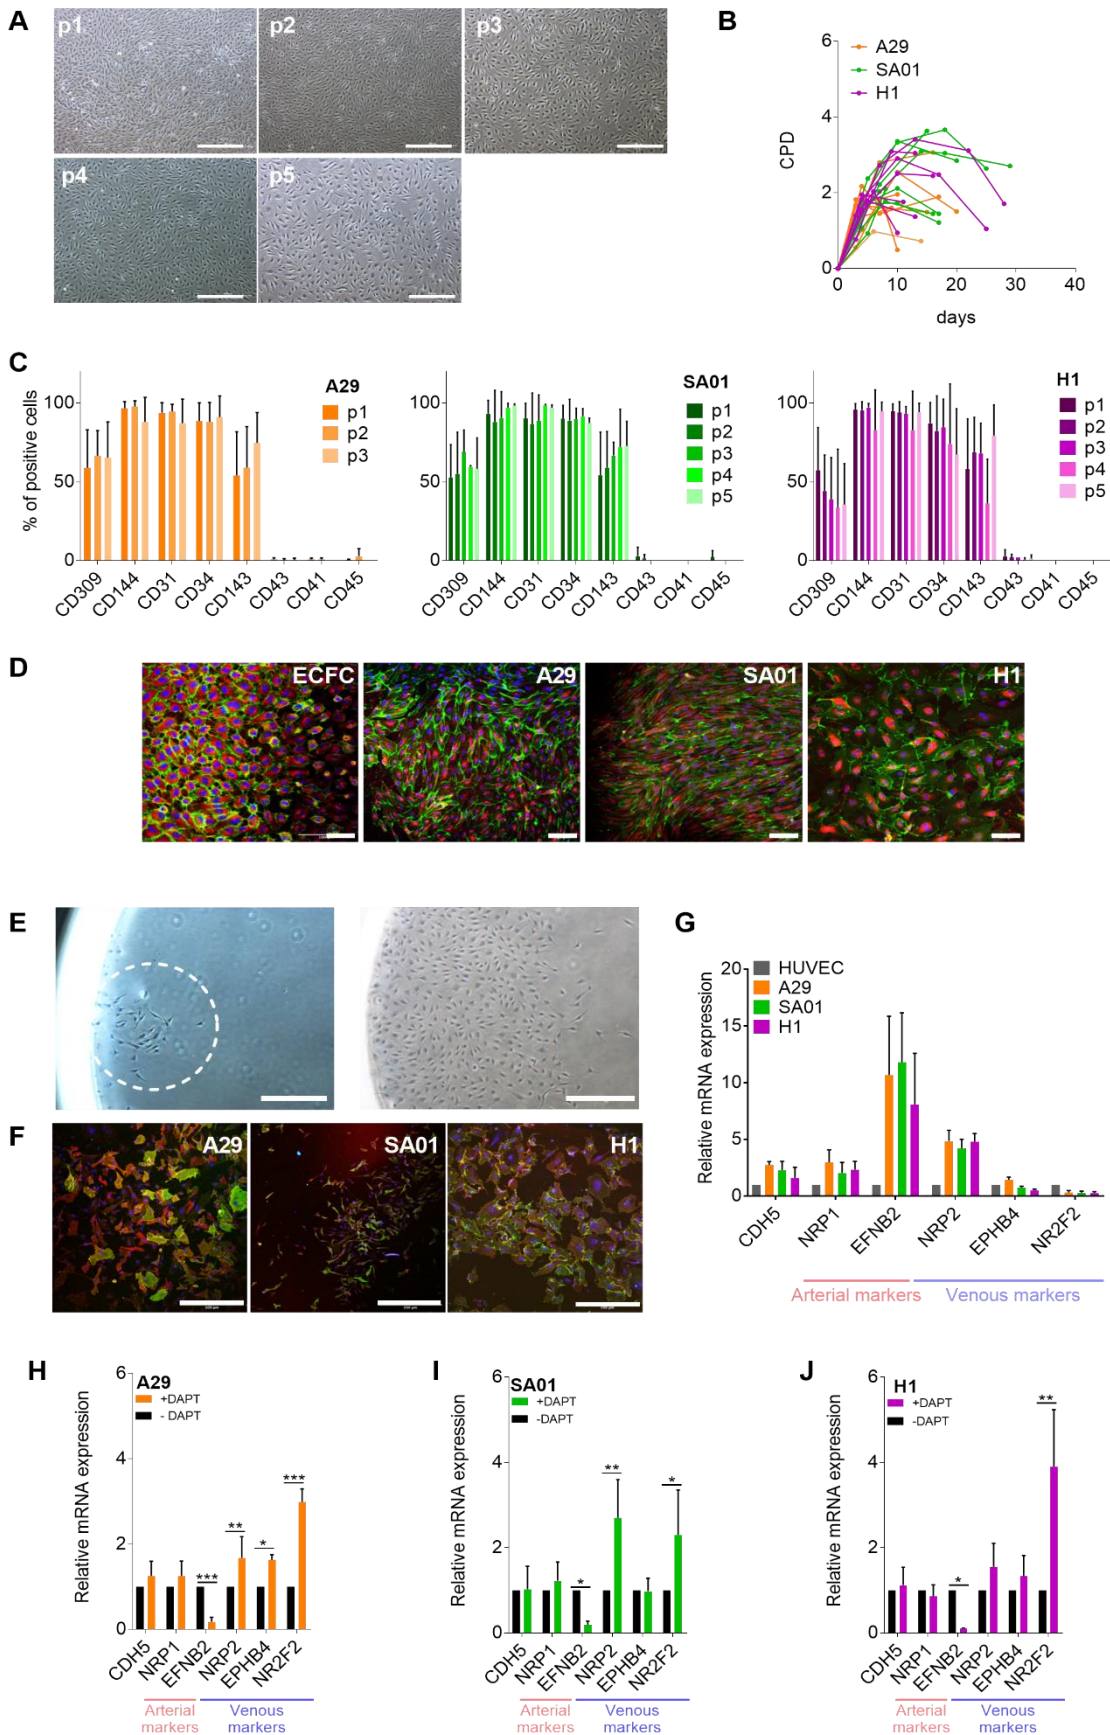 A
p1
p2
p3
p4
p5
B
6
4
2
0
CPD
A29
SA01
H1
0
10
20
30
40
days
C
% of positive cells
100
50
0
A29
p1
p2
p3
CD309
CD144
CD31
CD34
CD143
CD43
CD41
CD45
100
50
0
SA01
p1
p2
p3
p4
p5
CD309
CD144
CD31
CD34
CD143
CD43
CD41
CD45
100
50
0
H1
p1
p2
p3
p4
p5
CD309
CD144
CD31
CD34
CD143
CD43
CD41
CD45
D
ECFC
A29
SA01
H1
E
F
A29
SA01
H1
G
Relative mRNA expression
20
15
10
5
0
HUVEC
A29
SA01
H1
CDH5
NRP1
EFNB2
NRP2
EPHB4
NR2F2
Arterial markers
Venous markers
H
Relative mRNA expression
6
4
2
0
A29
+DAPT
- DAPT
***
**
*
***
CDH5
NRP1
EFNB2
NRP2
EPHB4
NR2F2
Arterial
markers
Venous
markers
I
Relative mRNA expression
6
4
2
0
SA01
+DAPT
-DAPT
*
**
*
CDH5
NRP1
EFNB2
NRP2
EPHB4
NR2F2
Arterial
markers
Venous
markers
J
Relative mRNA expression
6
4
2
0
H1
+DAPT
-DAPT
*
**
CDH5
NRP1
EFNB2
NRP2
EPHB4
NR2F2
Arterial
markers
Venous
markers